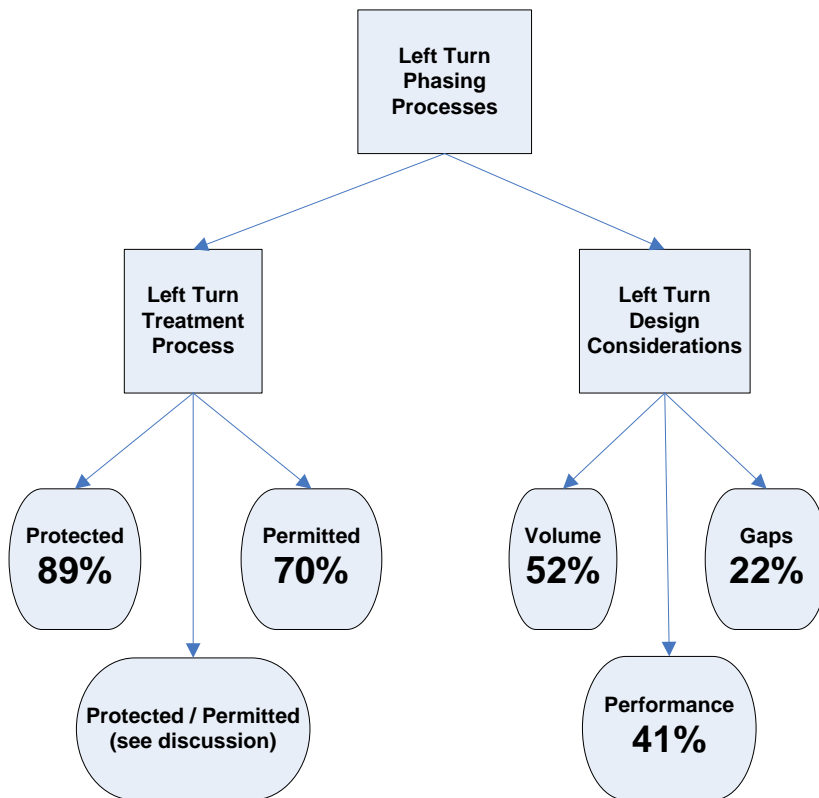 Left Turn
Phasing
Processes
Left Turn
Treatment
Process
Left Turn
Design
Considerations
Protected
89%
Permitted
70%
Volume
52%
Gaps
22%
Protected / Permitted
(see discussion)
Performance
41%